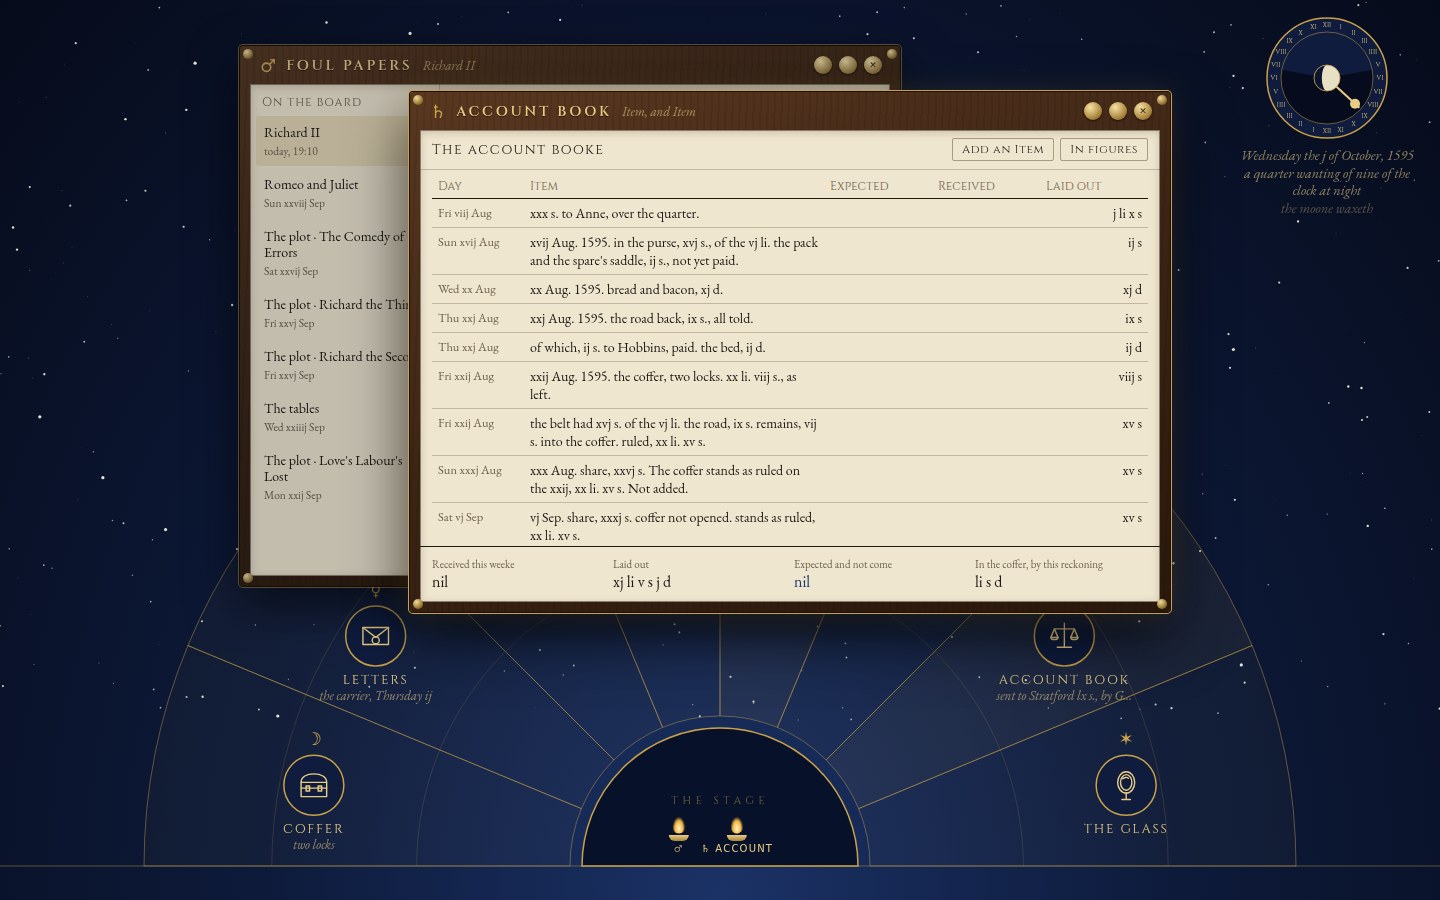 FOUL PAPERS Richard II
On the board
Richard II
today, 19:10
Romeo and Juliet
Sun xxviij Sep
The plot · The Comedy of
Errors
Sat xxvij Sep
The plot · Richard the
Fri xxvj Sep
The plot · Richard the
Fri xxvj Sep
The tables
Wed xxiiij Sep
The plot · Love's Labour's
Lost
Mon xxij Sep
ACCOUNT BOOK Item, and Item
The Account Booke
Add an Item In figures
Day Item Expected Received Laid out
Fri viij Aug xxx s. to Anne, over the quarter. j li x s
Sun xvij Aug xvij Aug. 1595. in the purse, xvj s., of the vj li. the pack ij s
and the spare's saddle, ij s., not yet paid.
Wed xx Aug xx Aug. 1595. bread and bacon, xj d. xj d
Thu xxj Aug xxj Aug. 1595. the road back, ix s., all told. ix s
Thu xxj Aug of which, ij s. to Hobbins, paid. the bed, ij d. ij d
Fri xxij Aug xxij Aug. 1595. the coffer, two locks. xx li. viij s., as viij s
left.
Fri xxij Aug the belt had xvj s. of the vj li. the road, ix s. remains, vij xv s
s. into the coffer. ruled, xx li. xv s.
Sun xxxj Aug xxx Aug. share, xxvj s. The coffer stands as ruled on xv s
the xxij, xx li. xv s. Not added.
Sat vj Sep vj Sep. share, xxxj s. coffer not opened. stands as ruled, xv s
xx li. xv s.
Received this weeke Laid out Expected and not come In the coffer, by this reckoning
nil xj li v s j d nil li s d
XII I II V VI VII VIII X XI XII I II IIII V VI VII VIII IX X XI
Wednesday the j of October, 1595
a quarter wanting of nine of the
clock at night
the moone waxeth
LETTERS
the carrier, Thursday ij
COFFER
two locks
ACCOUNT BOOK
sent to Stratford lx s., by G…
THE GLASS
THE STAGE
♂ ♄ ACCOUNT